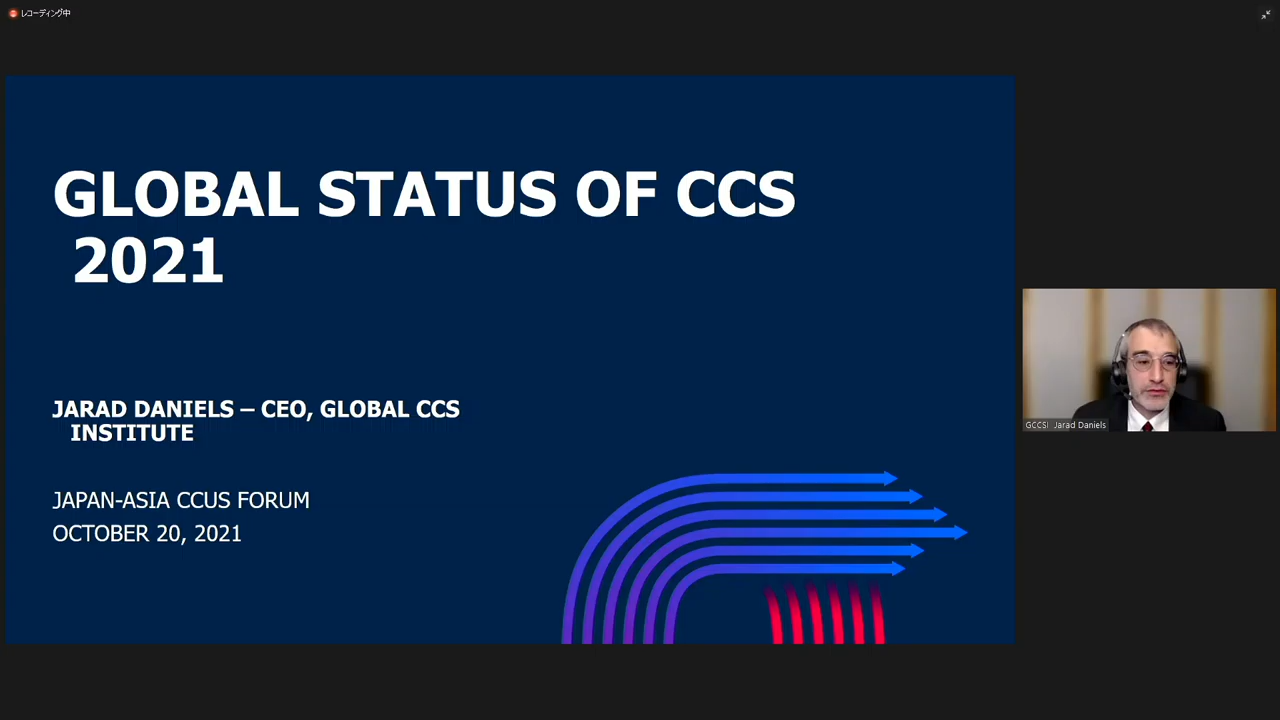 レコーディング中
GLOBAL STATUS OF CCS
2021
JARAD DANIELS – CEO, GLOBAL CCS
INSTITUTE
JAPAN-ASIA CCUS FORUM
OCTOBER 20, 2021
GCCSI Jarad Daniels